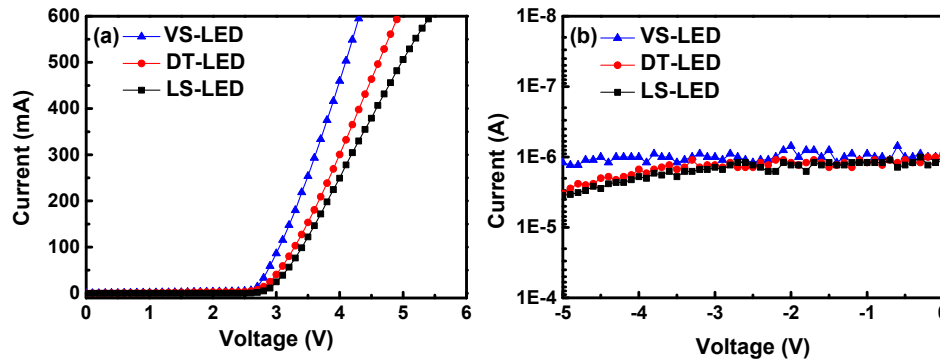 (a)
VS-LED
DT-LED
LS-LED
Current (mA)
600
500
400
300
200
100
0
0 1 2 3 4 5 6
Voltage (V)
(b)
VS-LED
DT-LED
LS-LED
Current (A)
1E-8
1E-7
1E-6
1E-5
1E-4
-5 -4 -3 -2 -1 0
Voltage (V)